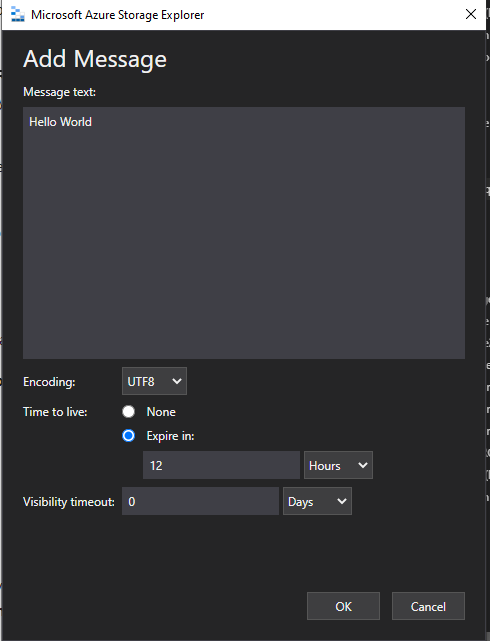 Microsoft Azure Storage Explorer
Add Message
Message text:
Hello World
Encoding: UTF8
Time to live: None
Expire in:
12 Hours
Visibility timeout: 0 Days
OK Cancel